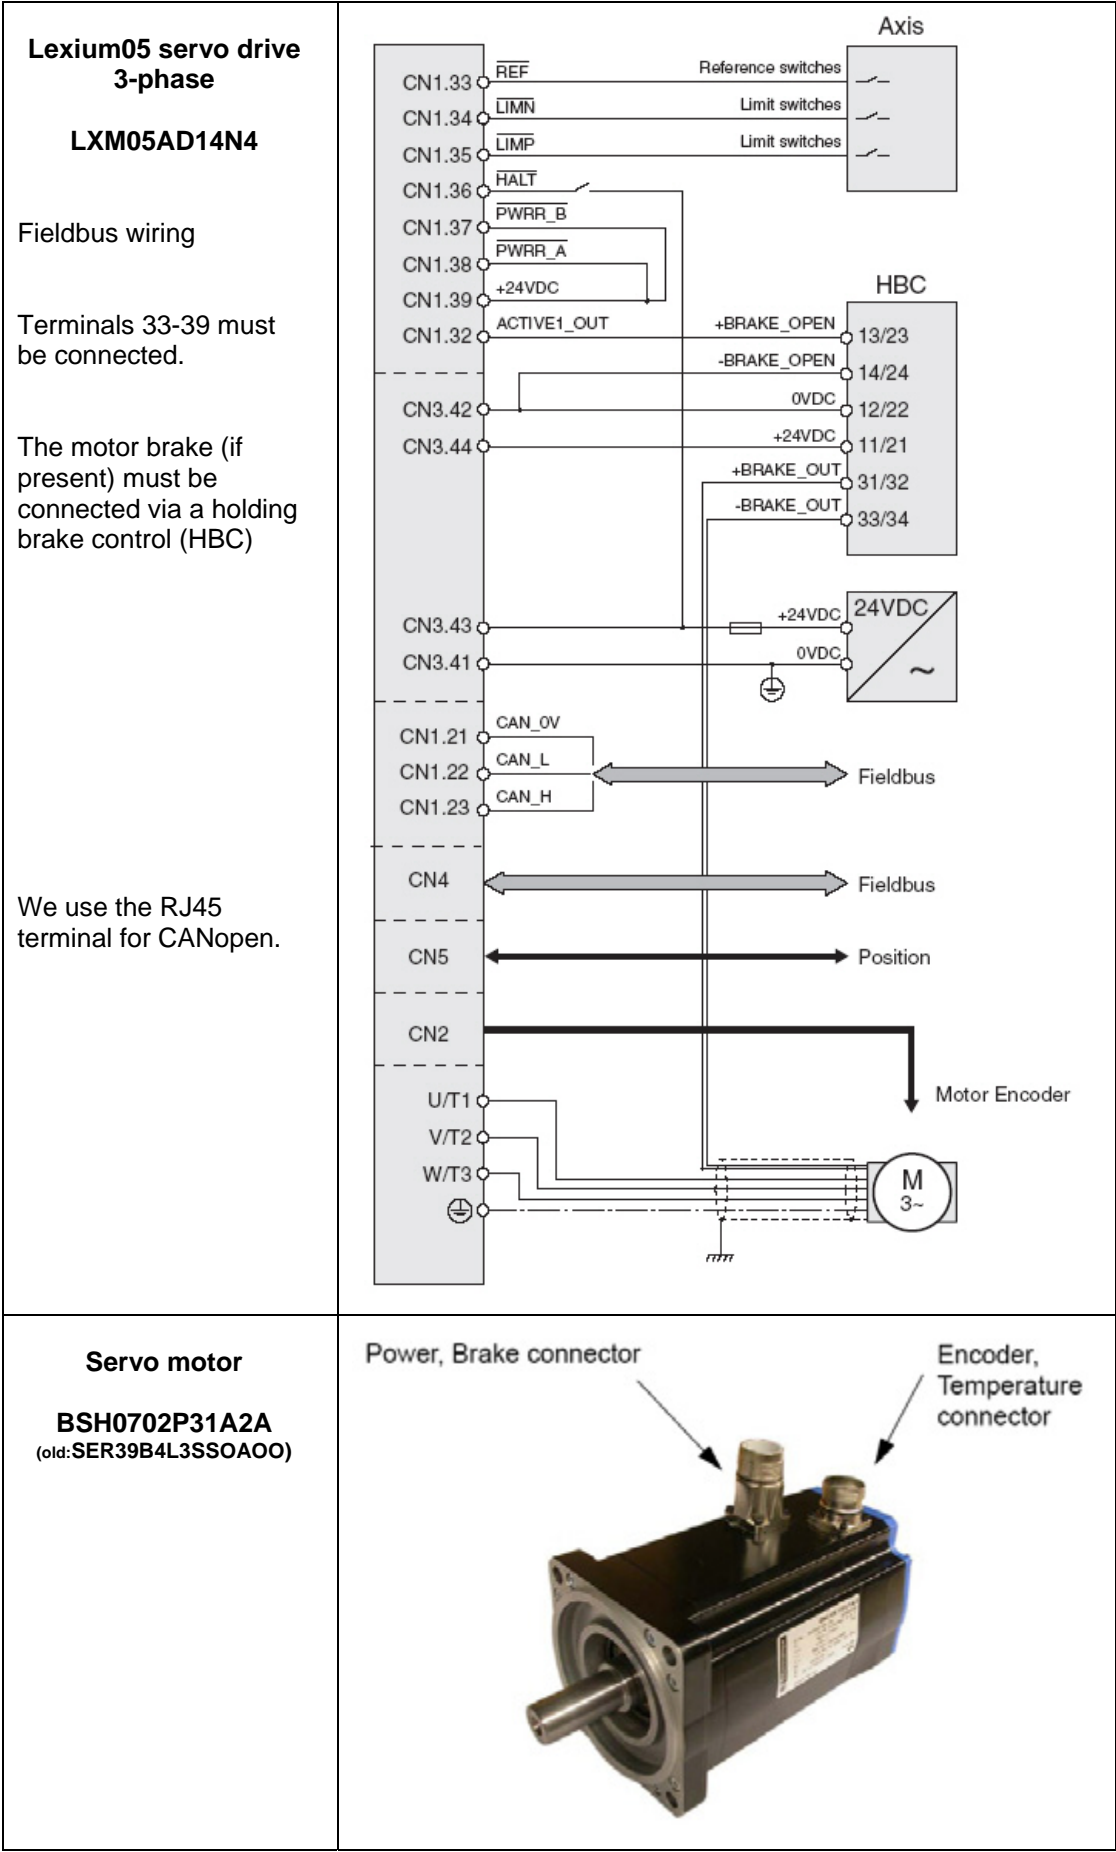 Lexium05 servo drive
3-phase
LXM05AD14N4
Fieldbus wiring
Terminals 33-39 must
be connected.
The motor brake (if
present) must be
connected via a holding
brake control (HBC)
We use the RJ45
terminal for CANopen.
Axis
CN1.33 REF Reference switches
CN1.34 LIMN Limit switches
CN1.35 LIMP Limit switches
CN1.36 HALT
CN1.37 PWRR_B
CN1.38 PWRR_A
HBC
CN1.39 +24VDC
CN1.32 ACTIVE1_OUT +BRAKE_OPEN 13/23
-BRAKE_OPEN 14/24
CN3.42 0VDC 12/22
CN3.44 +24VDC 11/21
+BRAKE_OUT 31/32
-BRAKE_OUT 33/34
CN3.43 +24VDC 24VDC
CN3.41 0VDC ~
CN1.21 CAN_0V
CN1.22 CAN_L Fieldbus
CN1.23 CAN_H
CN4 Fieldbus
CN5 Position
CN2
Motor Encoder
U/T1
V/T2
W/T3
M
3~
Servo motor
BSH0702P31A2A
(old:SER39B4L3SSOAOO)
Power, Brake connector
Encoder,
Temperature
connector